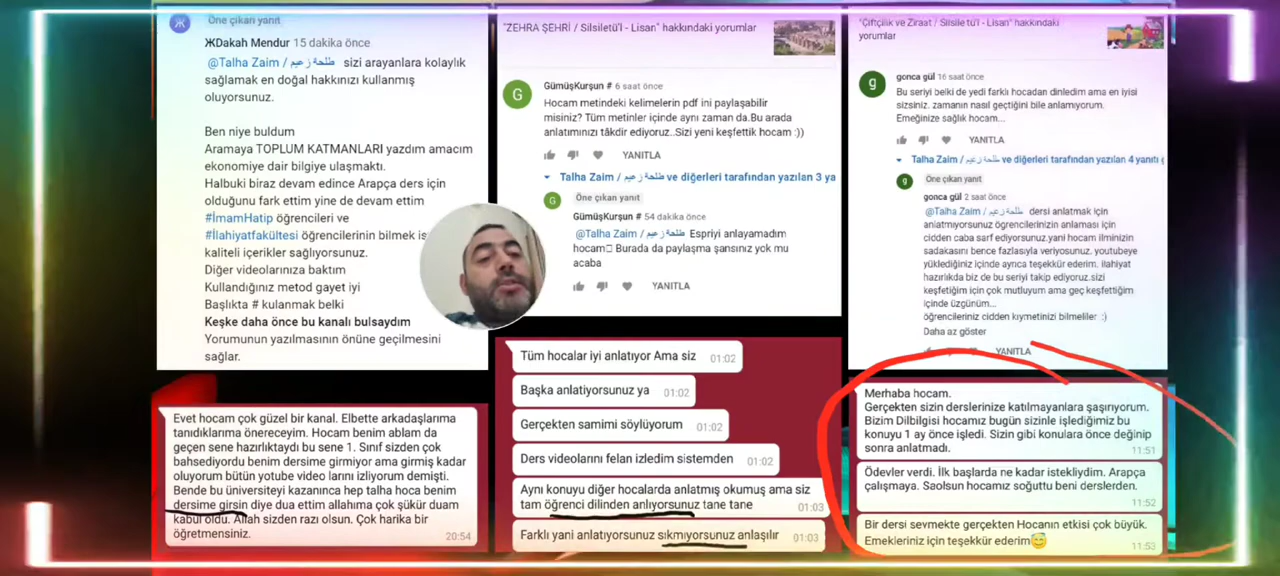 Öne çıkan yanıt
Ж
ЖDakah Mendur 15 dakika önce
@Talha Zaim / طلحة زعيم sizi arayanlara kolaylık
sağlamak en doğal hakkınızı kullanmış
oluyorsunuz.
Ben niye buldum
Aramaya TOPLUM KATMANLARI yazdım amacım
ekonomiye dair bilgiye ulaşmaktı.
Halbuki biraz devam edince Arapça ders için
olduğunu fark ettim yine de devam ettim
#İmamHatip öğrencileri ve
#İlahiyatfakültesi öğrencilerinin bilmek is
kaliteli içerikler sağlıyorsunuz.
Diğer videolarınıza baktım
Kullandığınız metod gayet iyi
Başlıkta # kulanmak belki
Keşke daha önce bu kanalı bulsaydım
Yorumunun yazılmasının önüne geçilmesini
sağlar.
Evet hocam çok güzel bir kanal. Elbette arkadaşlarıma
tanıdıklarıma önereceyim. Hocam benim ablam da
geçen sene hazırlıktaydı bu sene 1. Sınıf sizden çok
bahsediyordu benim dersime girmiyor ama girmiş kadar
oluyorum bütün yotube videolarını izliyorum demişti.
Bende bu üniversiteyi kazanınca hep talha hoca benim
dersime girsin diye dua ettim allahıma çok şükür duam
kabul oldu. Allah sizden razı olsun. Çok harika bir
öğretmensiniz.
20:54
"ZEHRA ŞEHRİ / Silsiletü'l - Lisan" hakkındaki yorumlar
G
GümüşKurşun # 6 saat önce
Hocam metindeki kelimelerin pdf ini paylaşabilir
misiniz? Tüm metinler içinde aynı zaman da.Bu arada
anlatımınızı tâkdir ediyoruz..Sizi yeni keşfettik hocam :))
YANITLA
Talha Zaim / طلحة زعيم ve diğerleri tarafından yazılan 3 ya
G
Öne çıkan yanıt
GümüşKurşun # 54 dakika önce
@Talha Zaim / طلحة زعيم Espriyi anlayamadım
hocam Burada da paylaşma şansınız yok mu
acaba
YANITLA
Tüm hocalar iyi anlatıyor Ama siz 01:02
Başka anlatiyorsunuz ya 01:02
Gerçekten samimi söylüyorum 01:02
Ders videolarını felan izledim sistemden 01:02
Aynı konuyu diğer hocalarda anlatmış okumuş ama siz
tam öğrenci dilinden anlıyorsunuz tane tane 01:03
Farklı yani anlatıyorsunuz sıkmıyorsunuz anlaşilır 01:03
"Çiftçilik ve Ziraat / Silsile tü'l - Lisan" hakkındaki
yorumlar
g
gonca gül 16 saat önce
Bu seriyi belki de yedi farklı hocadan dinledim ama en iyisi
sizsiniz. zamanın nasıl geçtiğini bile anlamıyorum.
Emeğinize sağlık hocam...
YANITLA
Talha Zaim / طلحة زعيم ve diğerleri tarafından yazılan 4 yanıtı g
g
Öne çıkan yanıt
gonca gül 2 saat önce
@Talha Zaim / طلحة زعيم dersi anlatmak için
anlatmıyorsunuz öğrencilerinizin anlaması için
cidden caba sarf ediyorsunuz.yani hocam ilminizin
sadakasını bence fazlasıyla veriyosunuz. youtubeye
yüklediğiniz içinde ayrıca teşekkür ederim. ilahiyat
hazırlıkda biz de bu seriyi takip ediyoruz.sizi
keşfetiğim için çok mutluyum ama geç keşfettiğim
içinde üzgünüm...
öğrencileriniz cidden kıymetinizi bilmeliler :)
Daha az göster
YANITLA
Merhaba hocam.
Gerçekten sizin derslerinize katılmayanlara şaşırıyorum.
Bizim Dilbilgisi hocamız bugün sizinle işlediğimiz bu
konuyu 1 ay önce işledi. Sizin gibi konulara önce değinip
sonra anlatmadı.
11:51
Ödevler verdi. İlk başlarda ne kadar istekliydim. Arapça
çalışmaya. Saolsun hocamız soğuttu beni derslerden.
11:52
Bir dersi sevmekte gerçekten Hocanın etkisi çok büyük.
Emekleriniz için teşekkür ederim😇
11:53